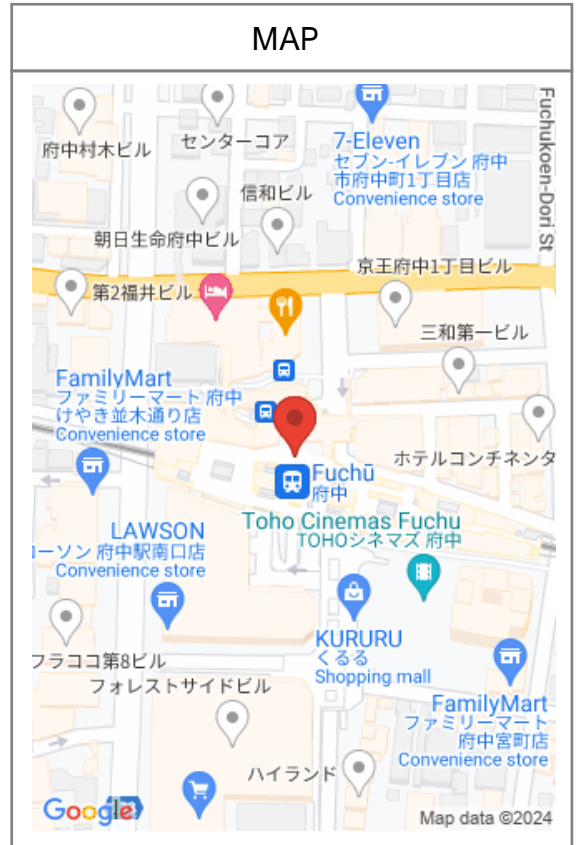 MAP
Fuchukoen-Dori St
センターコア
府中村木ビル
7-Eleven
セブン-イレブン 府中
市府中町1丁目店
Convenience store
信和ビル
朝日生命府中ビル
京王府中1丁目ビル
第2福井ビル
三和第一ビル
FamilyMart
ファミリーマート 府中
けやき並木通り店
Convenience store
ホテルコンチネンタ
Fuchū
府中
Toho Cinemas Fuchu
TOHOシネマズ 府中
LAWSON
ローソン 府中駅南口店
Convenience store
KURURU
くるる
Shopping mall
フラココ第8ビル
フォレストサイドビル
FamilyMart
ファミリーマート
府中宮町店
Convenience store
ハイランド
Google
Map data ©2024